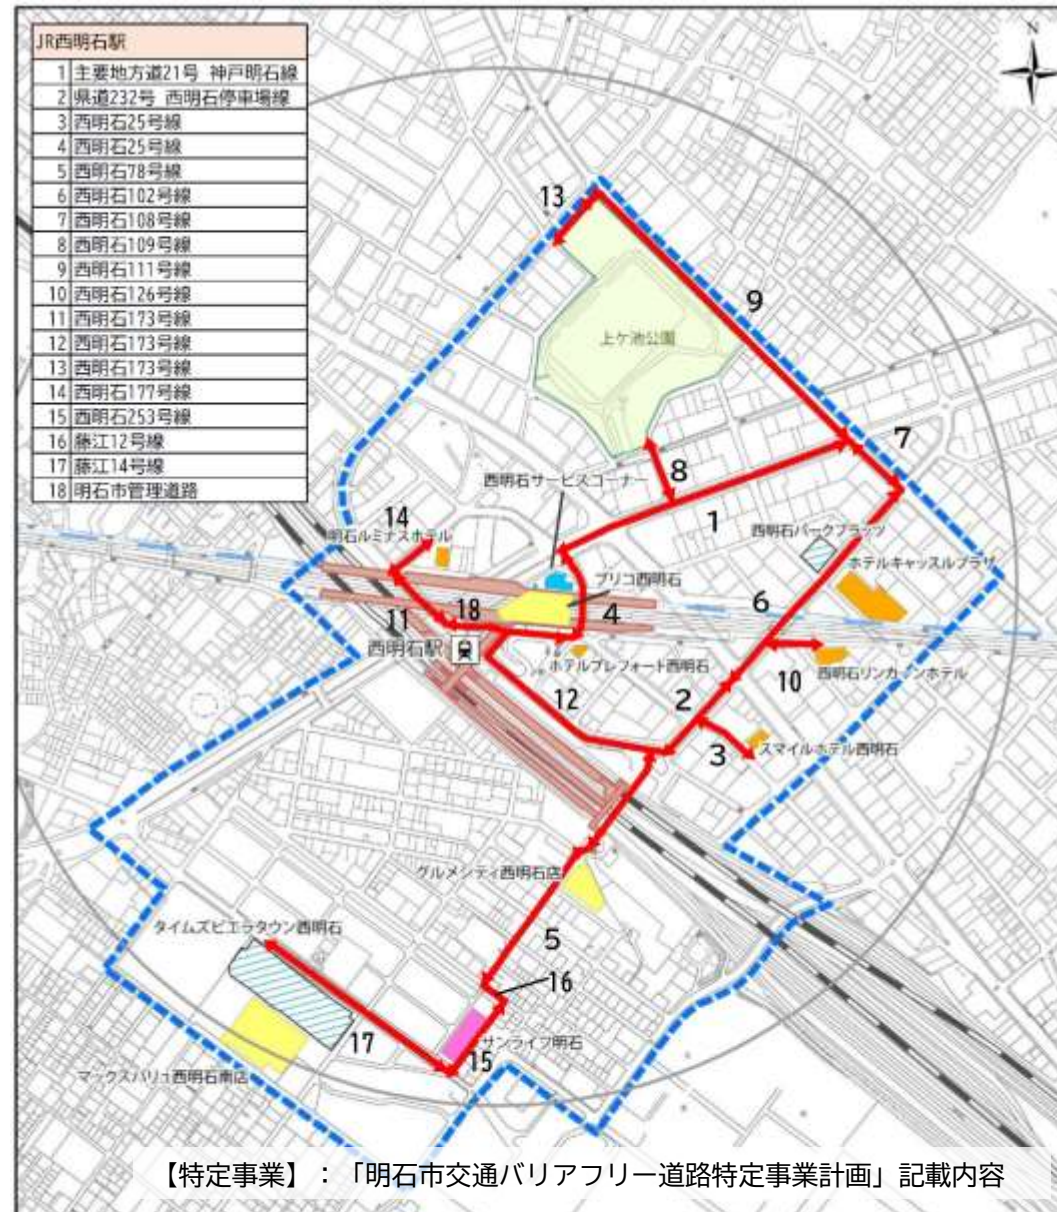 JR西明石駅
1 主要地方道21号 神戸明石線
2 県道232号 西明石停車場線
3 西明石25号線
4 西明石25号線
5 西明石78号線
6 西明石102号線
7 西明石108号線
8 西明石109号線
9 西明石111号線
10 西明石126号線
11 西明石173号線
12 西明石173号線
13 西明石173号線
14 西明石177号線
15 西明石253号線
16 藤江12号線
17 藤江14号線
18 明石市管理道路
N
13
9
上ケ池公園
7
8
西明石サービスコーナー
1
14
明石ルミナスホテル
西明石パークプラッツ
ホテルキャッスルプラザ
プリコ西明石
6
11
18
4
西明石駅
ホテルブレフォート西明石
西明石リンカーンホテル
10
12
2
3
スマイルホテル西明石
グルメシティ西明石店
タイムズビエラタウン西明石
5
16
17
サンライフ明石
15
マックスバリュ西明石南店
【特定事業】：「明石市交通バリアフリー道路特定事業計画」記載内容